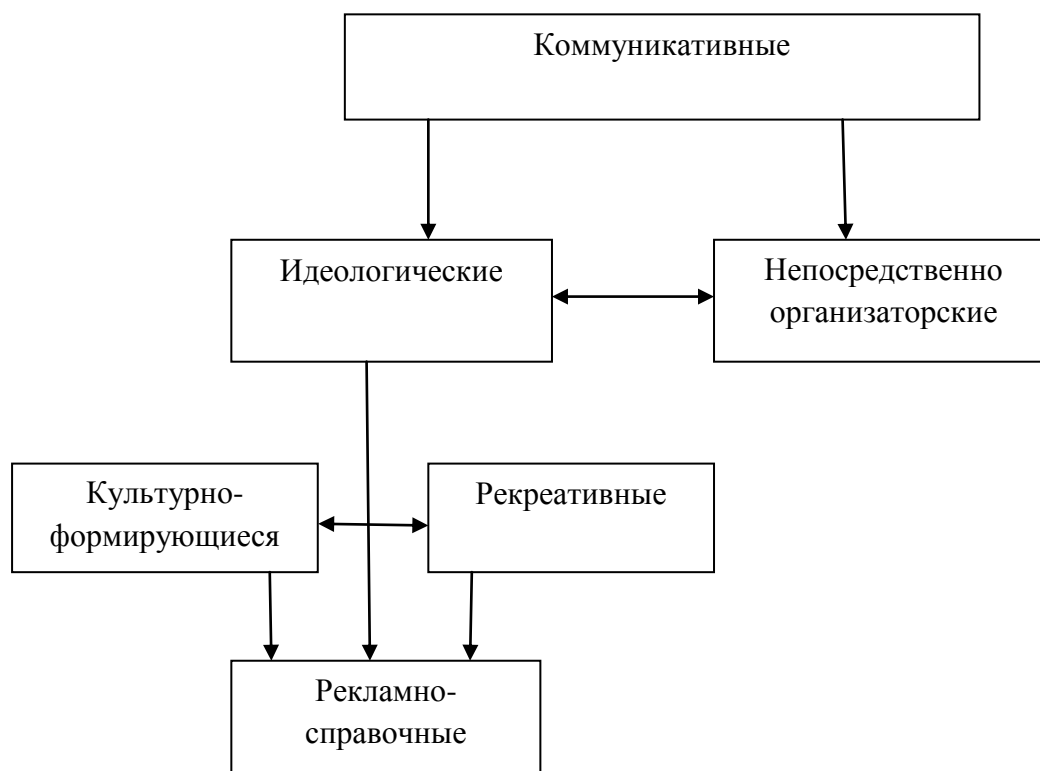 Коммуникативные
Идеологические
Непосредственно
организаторские
Культурно-
формирующиеся
Рекреативные
Рекламно-
справочные